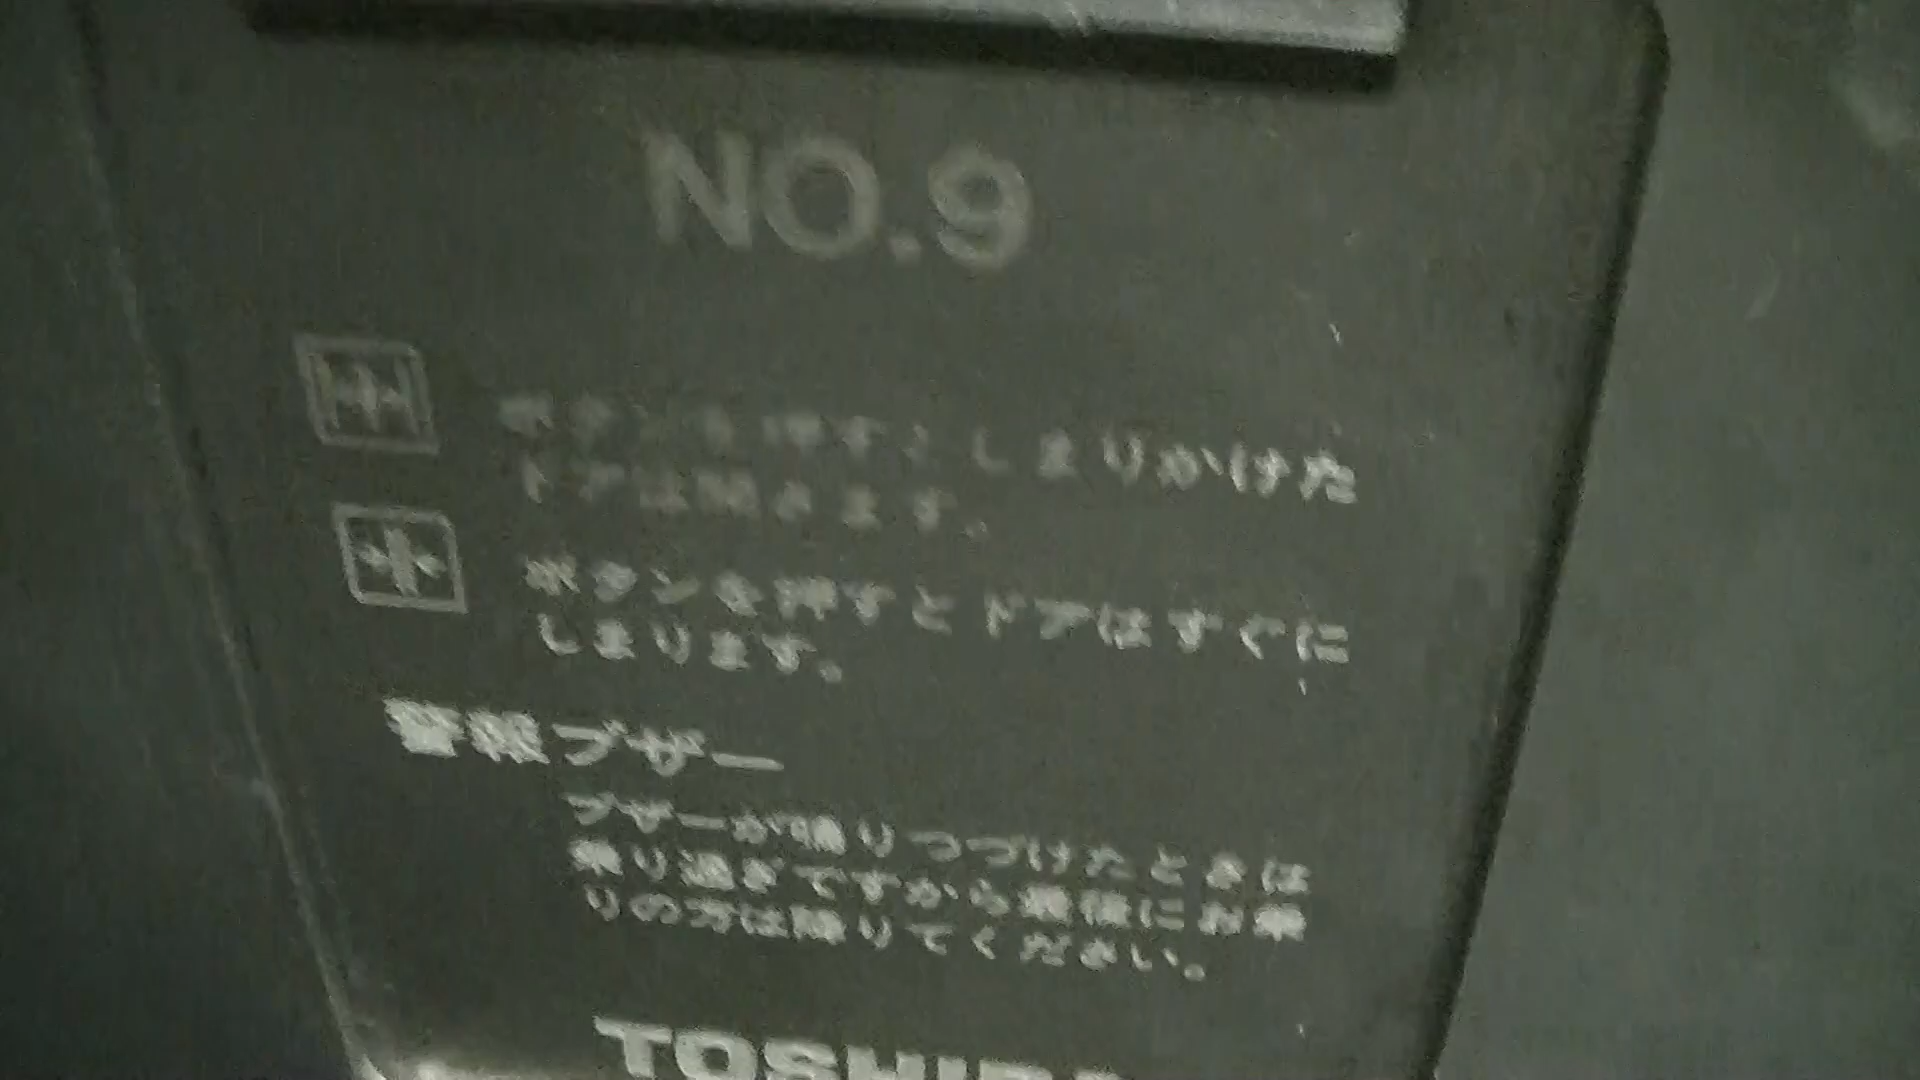 NO.9
ボタンを押すとしまりかけた
ドアは開きます。
ボタンを押すとドアはすぐに
しまります。
警報ブザー
ブザーが鳴りつづけたときは
乗り過ぎですから最後にお乗
りの方は降りてください。
TOSHIBA